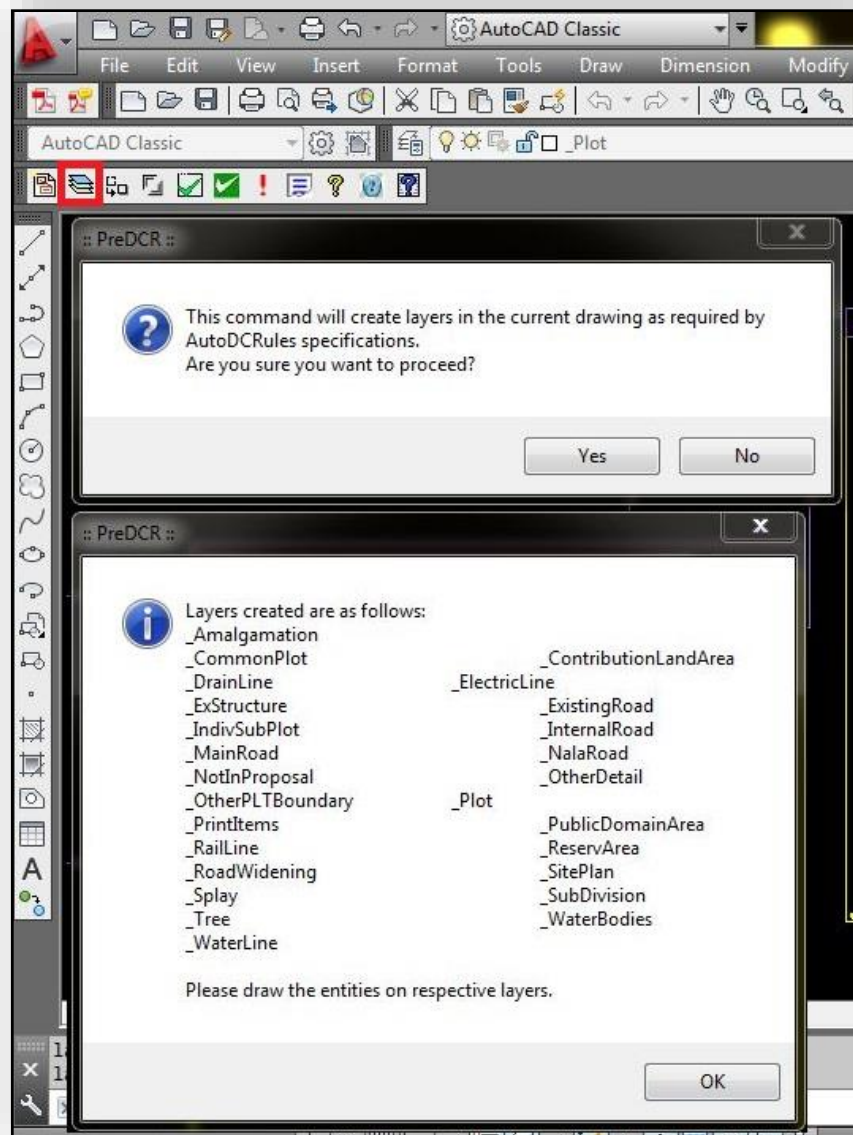 AutoCAD Classic
File Edit View Insert Format Tools Draw Dimension Modify
AutoCAD Classic _Plot
:: PreDCR ::
This command will create layers in the current drawing as required by
AutoDCRules specifications.
Are you sure you want to proceed?
Yes No
:: PreDCR ::
Layers created are as follows:
_Amalgamation
_CommonPlot _ContributionLandArea
_DrainLine _ElectricLine
_ExStructure _ExistingRoad
_IndivSubPlot _InternalRoad
_MainRoad _NalaRoad
_NotInProposal _OtherDetail
_OtherPLTBoundary _Plot
_PrintItems _PublicDomainArea
_RailLine _ReservArea
_RoadWidening _SitePlan
_Splay _SubDivision
_Tree _WaterBodies
_WaterLine
Please draw the entities on respective layers.
OK